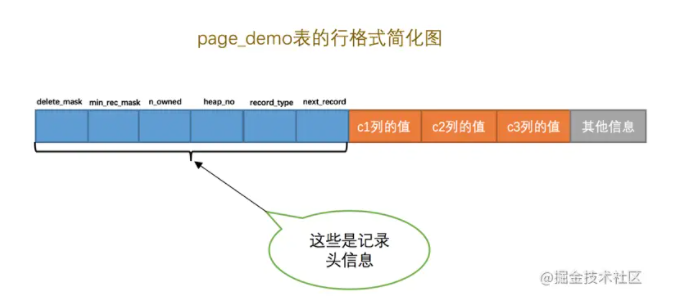 page_demo表的行格式简化图
delete_mask min_rec_mask n_owned heap_no record_type next_record
c1列的值 c2列的值 c3列的值 其他信息
这些是记录
头信息
@掘金技术社区